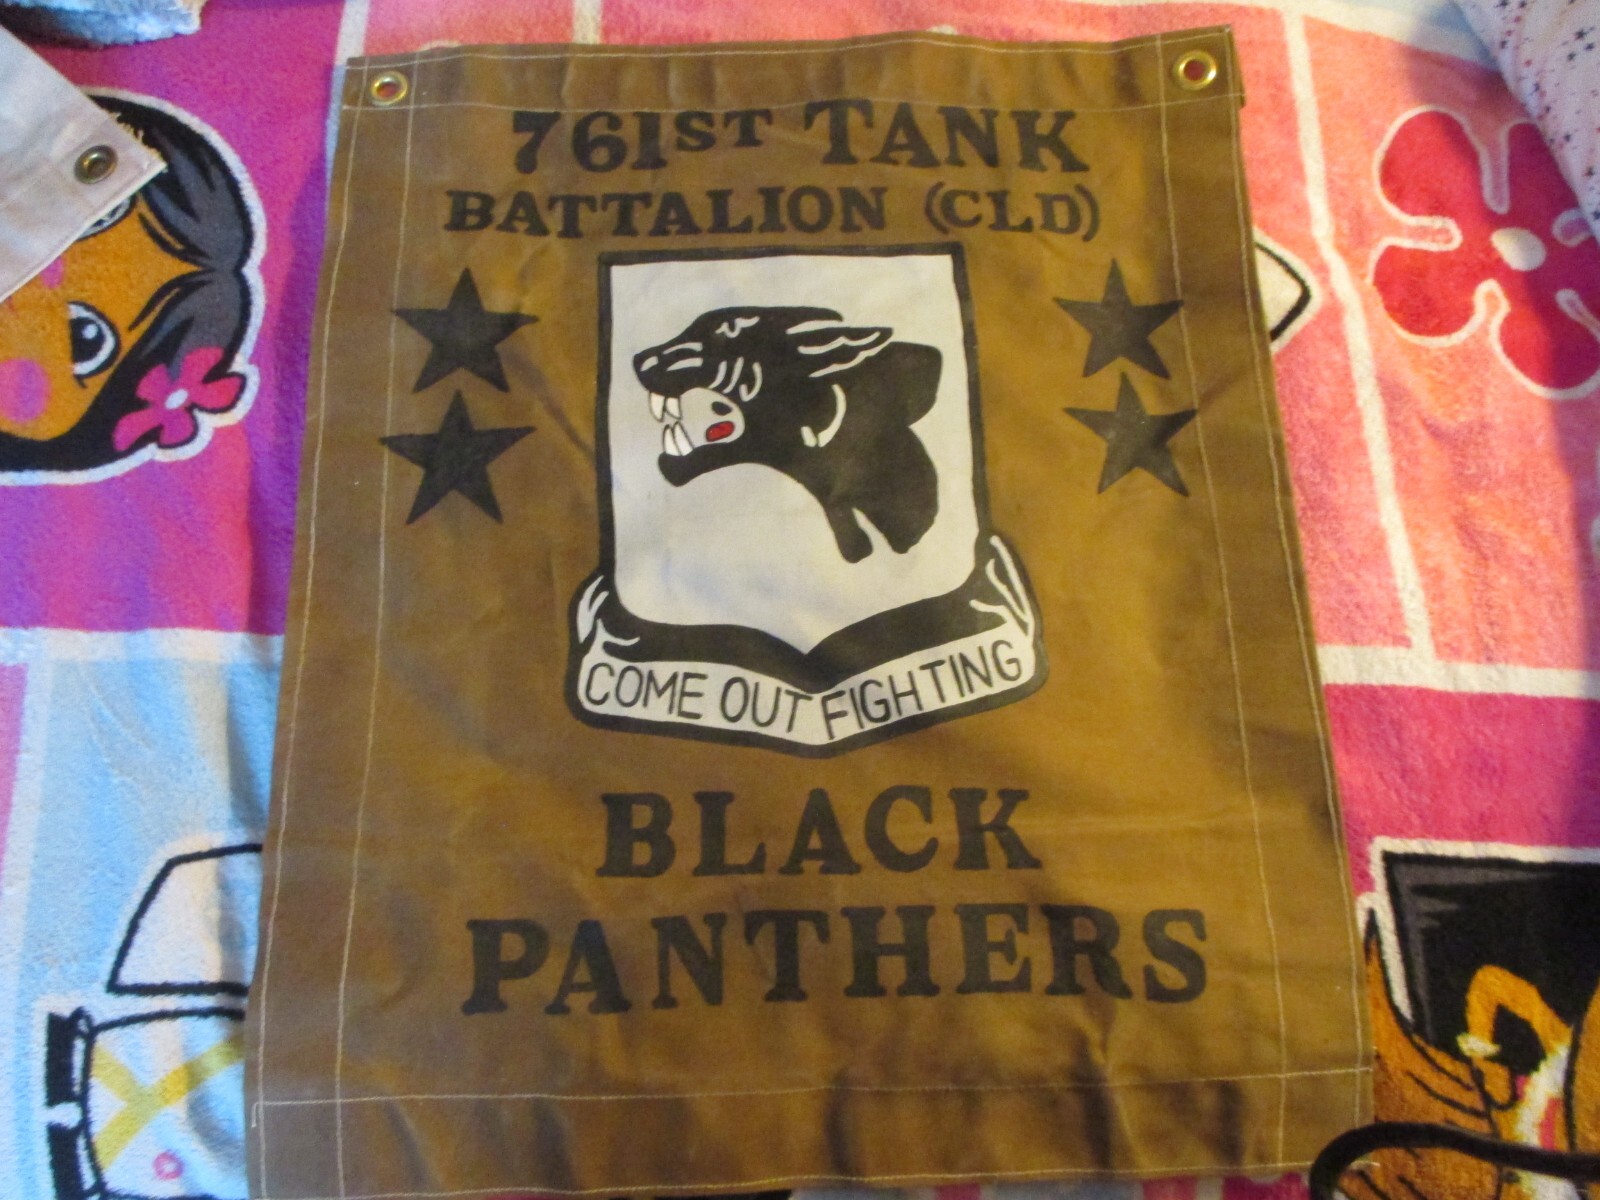 761ST TANK
BATTALION (CLD)
COME OUT FIGHTING
BLACK
PANTHERS